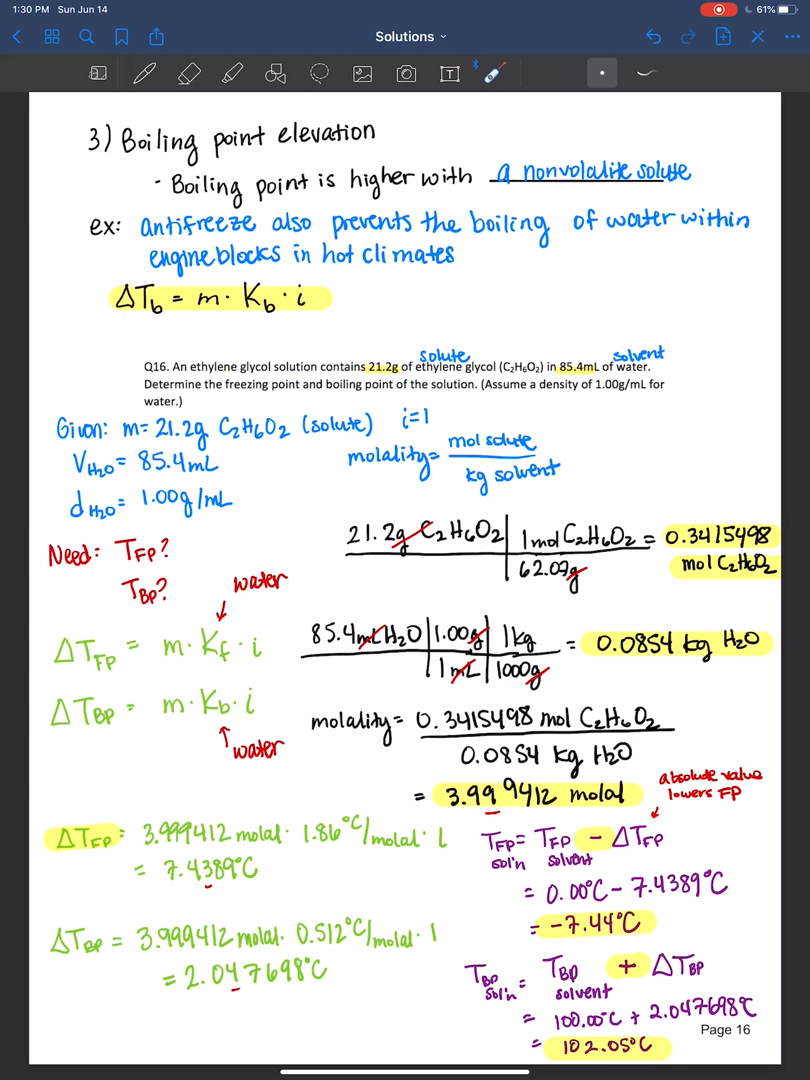 1:30 PM Sun Jun 14
61%
Solutions
3) Boiling point elevation
· Boiling point is higher with a nonvolatile solute
ex: antifreeze also prevents the boiling of water within
engine blocks in hot climates
ΔTb = m · Kb · i
solute solvent
Q16. An ethylene glycol solution contains 21.2g of ethylene glycol (C2H6O2) in 85.4mL of water.
Determine the freezing point and boiling point of the solution. (Assume a density of 1.00g/mL for
water.)
Given: m= 21.2g C2H6O2 (solute) i=1
VH2O = 85.4mL
dH2O = 1.00g/mL
molality = mol solute
kg solvent
Need: TFP?
TBP?
water
ΔTFP = m · Kf · i
ΔTBP = m · Kb · i
water
21.2g C2H6O2 | 1mol C2H6O2 = 0.3415498
62.07g mol C2H6O2
85.4mL H2O | 1.00g | 1kg = 0.0854 kg H2O
1mL | 1000g
molality = 0.3415498 mol C2H6O2
0.0854 kg H2O
= 3.999412 molal
absolute value
lowers FP
ΔTFP = 3.999412 molal · 1.86°C/molal · 1
= 7.4389°C
ΔTBP = 3.999412 molal · 0.512°C/molal · 1
= 2.047698°C
TFP = TFP − ΔTFP
sol'n solvent
= 0.00°C − 7.4389°C
= −7.44°C
TBP = TBP + ΔTBP
sol'n solvent
= 100.00°C + 2.047698°C
= 102.05°C
Page 16